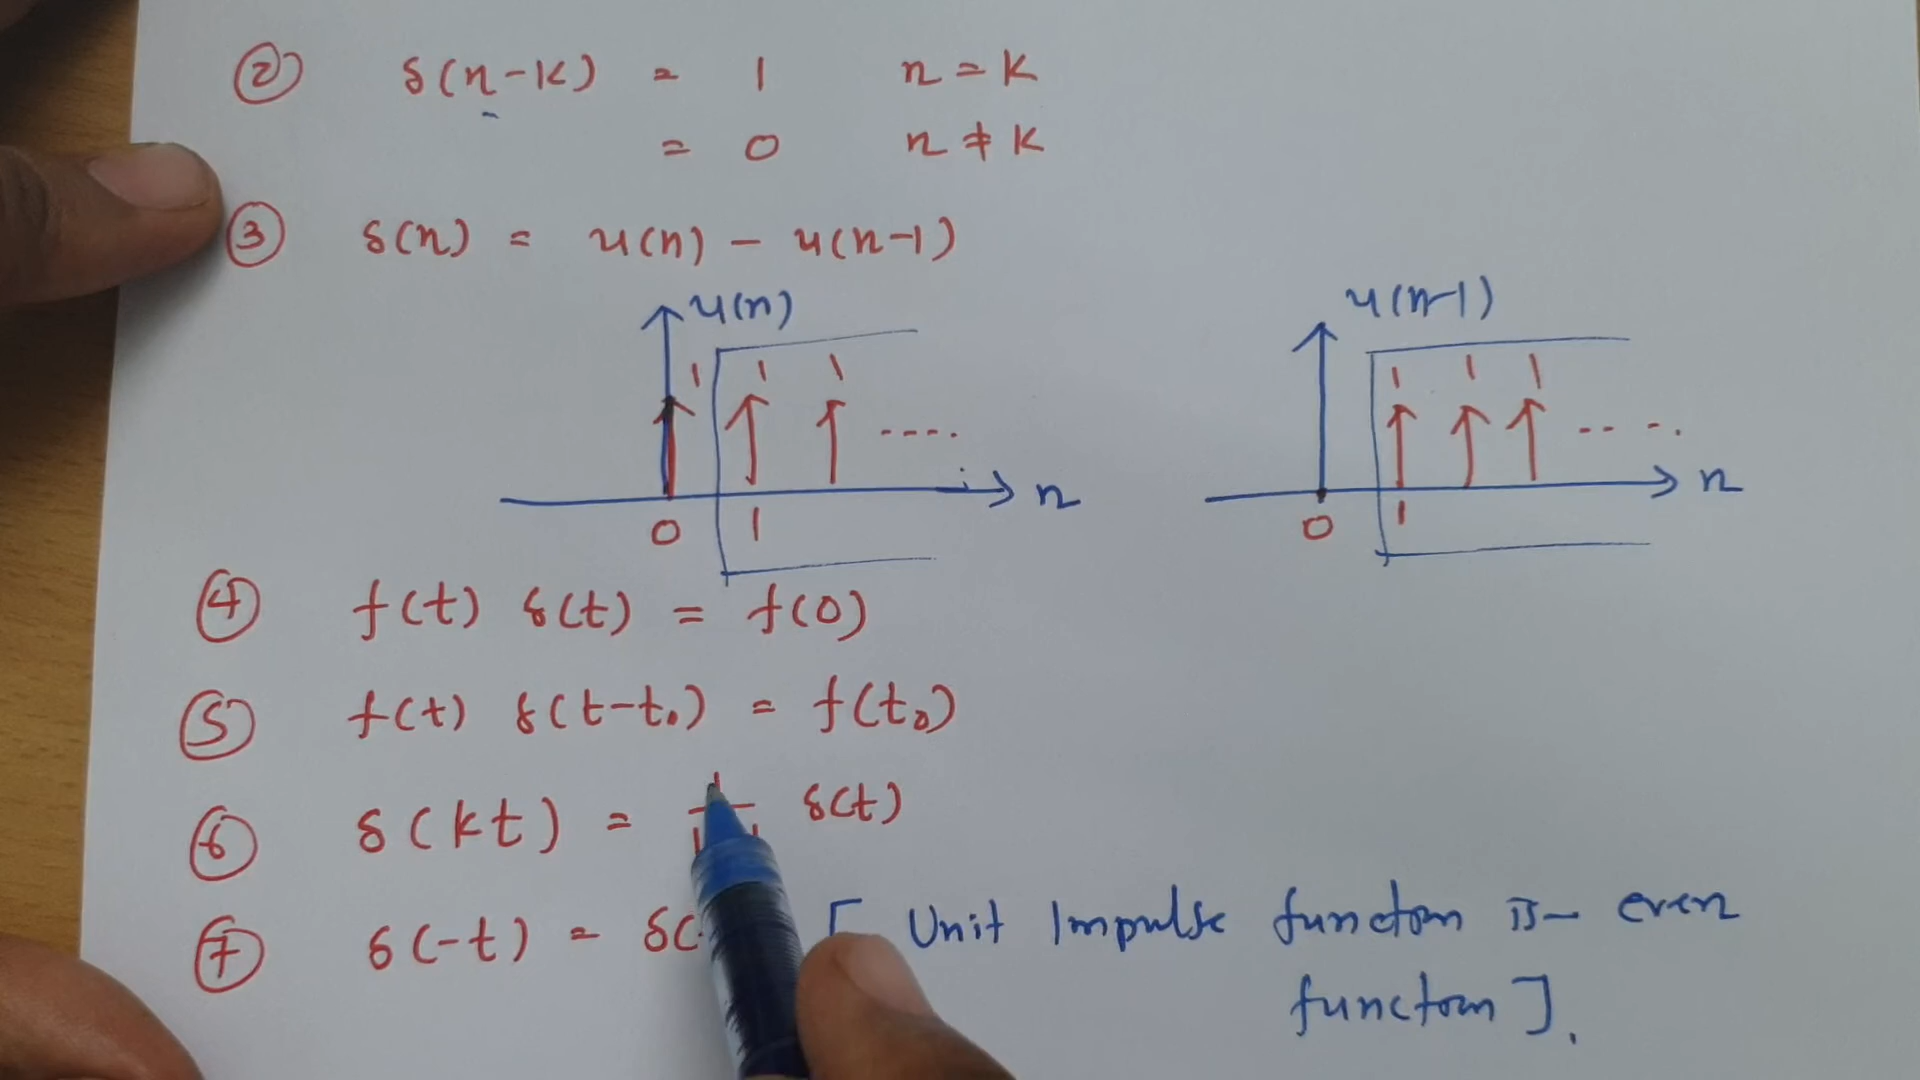 ② δ(n-k) = 1 n = k
= 0 n ≠ k
③ δ(n) = u(n) - u(n-1)
u(n) u(n-1)
1 1 1 1 1 1
---- ----
n n
0 1 0 1
④ f(t) δ(t) = f(0)
⑤ f(t) δ(t-t₀) = f(t₀)
⑥ δ(kt) = δ(t)
⑦ δ(-t) = δ( [ Unit Impulse function is even
function ].